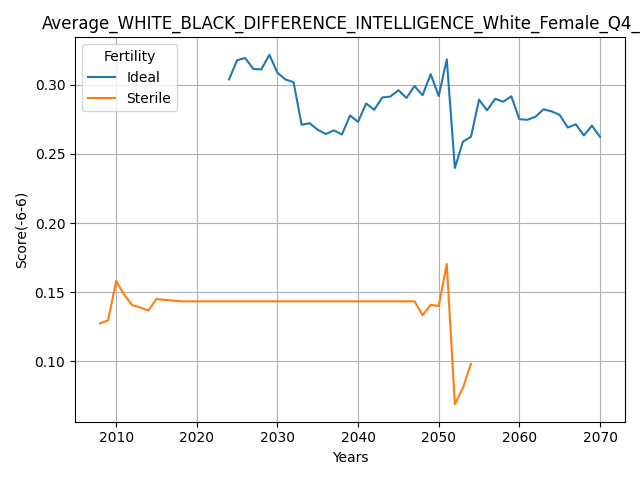 Average_WHITE_BLACK_DIFFERENCE_INTELLIGENCE_White_Female_Q4_
Fertility
Ideal
Sterile
Score(-6-6)
0.30
0.25
0.20
0.15
0.10
2010 2020 2030 2040 2050 2060 2070
Years